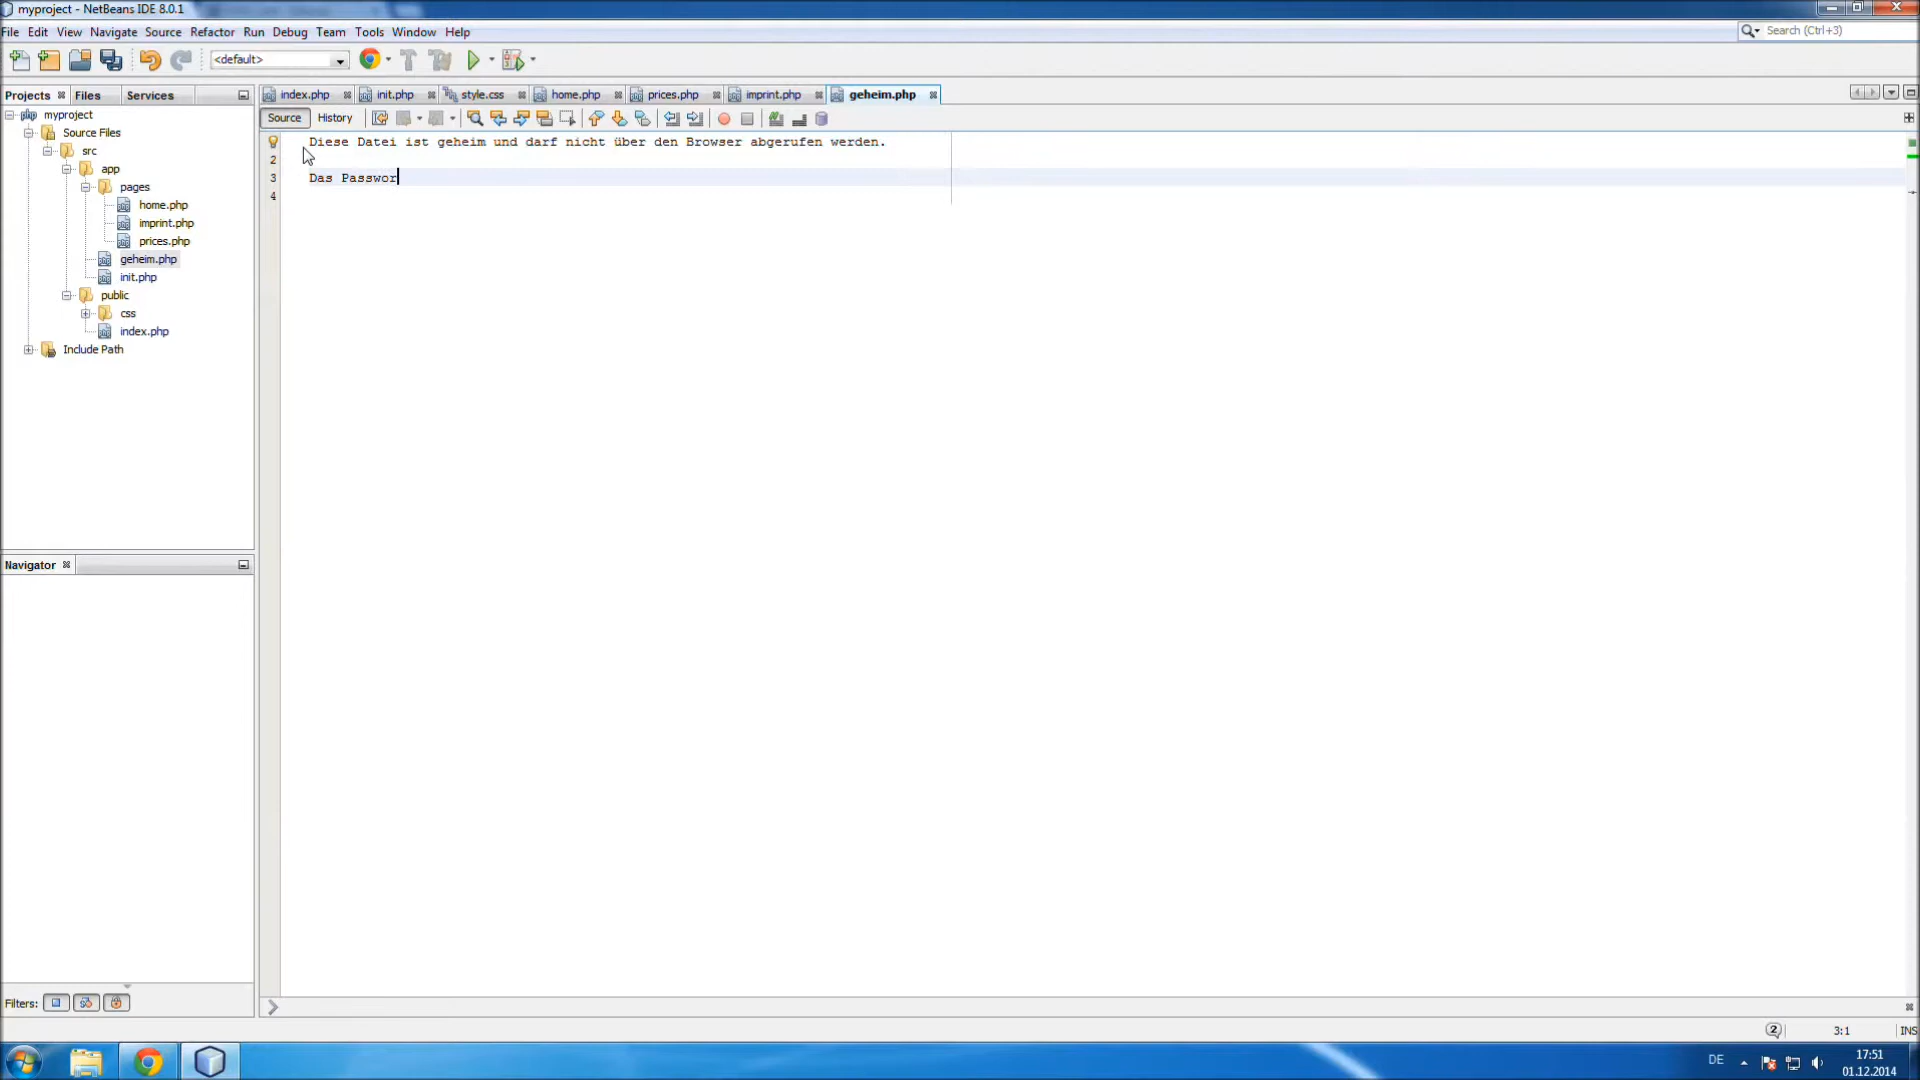 myproject - NetBeans IDE 8.0.1
File Edit View Navigate Source Refactor Run Debug Team Tools Window Help
Search (Ctrl+3)
<default>
Projects Files Services
index.php init.php style.css home.php prices.php imprint.php geheim.php
Source History
myproject
Source Files
src
app
pages
home.php
imprint.php
prices.php
geheim.php
init.php
public
css
index.php
Include Path
Diese Datei ist geheim und darf nicht über den Browser abgerufen werden.
2
3 Das Passwor
4
Navigator
Filters:
2 3:1 INS
DE 17:51
01.12.2014